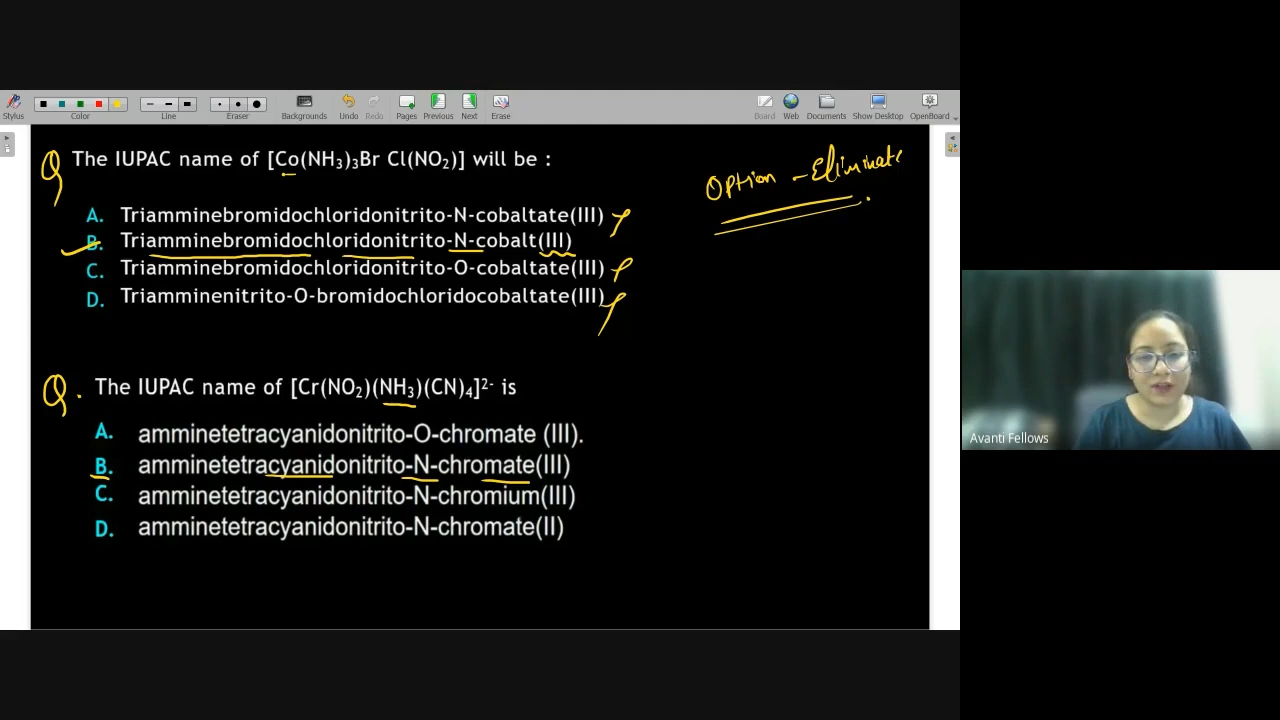 Stylus Color Line Eraser Backgrounds Undo Redo Pages Previous Next Erase Board Web Documents Show Desktop OpenBoard
Q The IUPAC name of [Co(NH₃)₃Br Cl(NO₂)] will be :
Option - Eliminate
A. Triamminebromidochloridonitrito-N-cobaltate(III)
B. Triamminebromidochloridonitrito-N-cobalt(III)
C. Triamminebromidochloridonitrito-O-cobaltate(III)
D. Triamminenitrito-O-bromidochloridocobaltate(III)
Q. The IUPAC name of [Cr(NO₂)(NH₃)(CN)₄]²⁻ is
A. amminetetracyanidonitrito-O-chromate (III).
B. amminetetracyanidonitrito-N-chromate(III)
C. amminetetracyanidonitrito-N-chromium(III)
D. amminetetracyanidonitrito-N-chromate(II)
Avanti Fellows